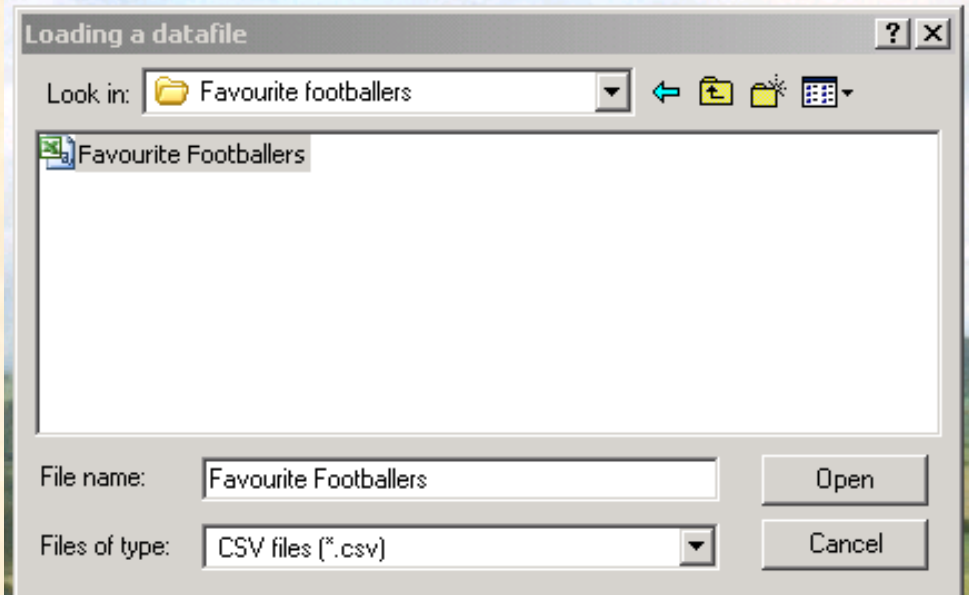 Loading a datafile
Look in: Favourite footballers
Favourite Footballers
File name: Favourite Footballers
Open
Files of type: CSV files (*.csv)
Cancel